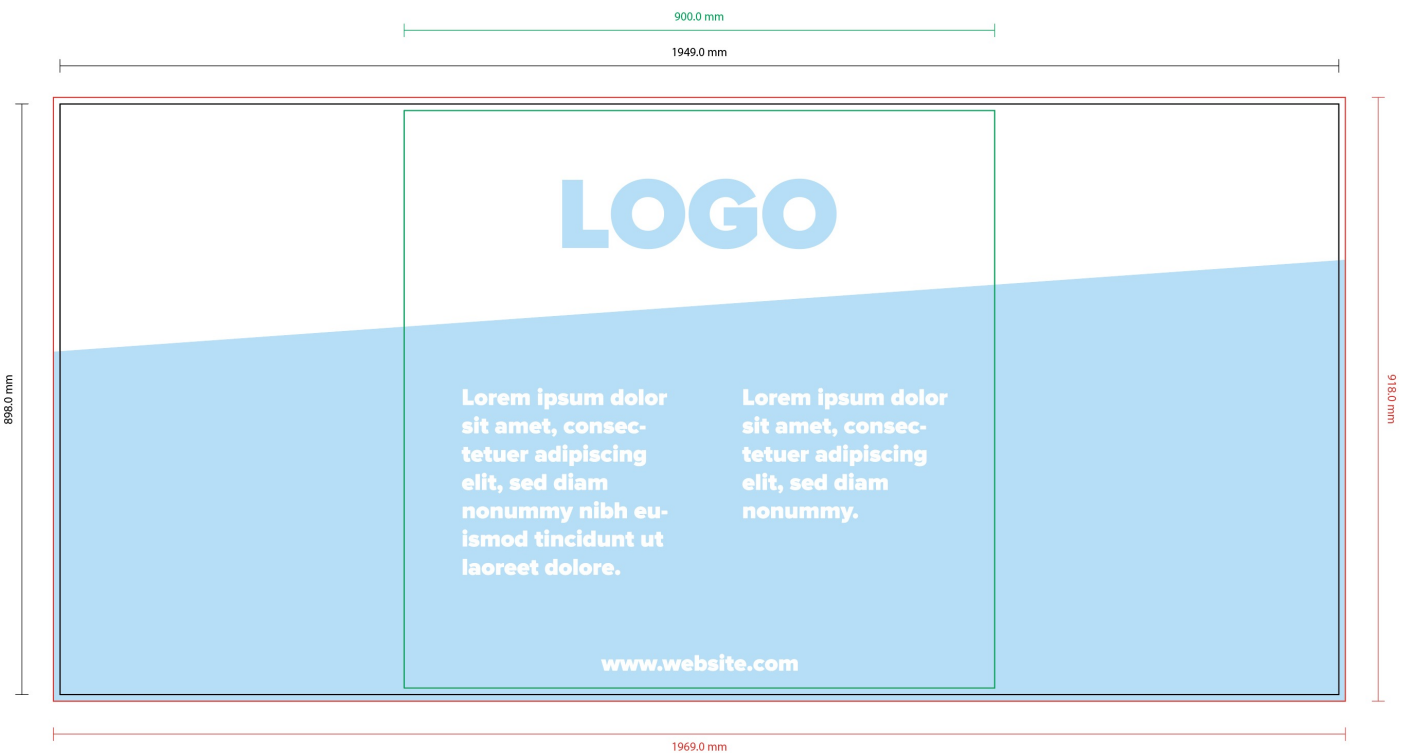 900.0 mm
1949.0 mm
LOGO
898.0 mm
918.0 mm
Lorem ipsum dolor
sit amet, consec-
tetuer adipiscing
elit, sed diam
nonummy nibh eu-
ismod tincidunt ut
laoreet dolore.
Lorem ipsum dolor
sit amet, consec-
tetuer adipiscing
elit, sed diam
nonummy.
www.website.com
1969.0 mm